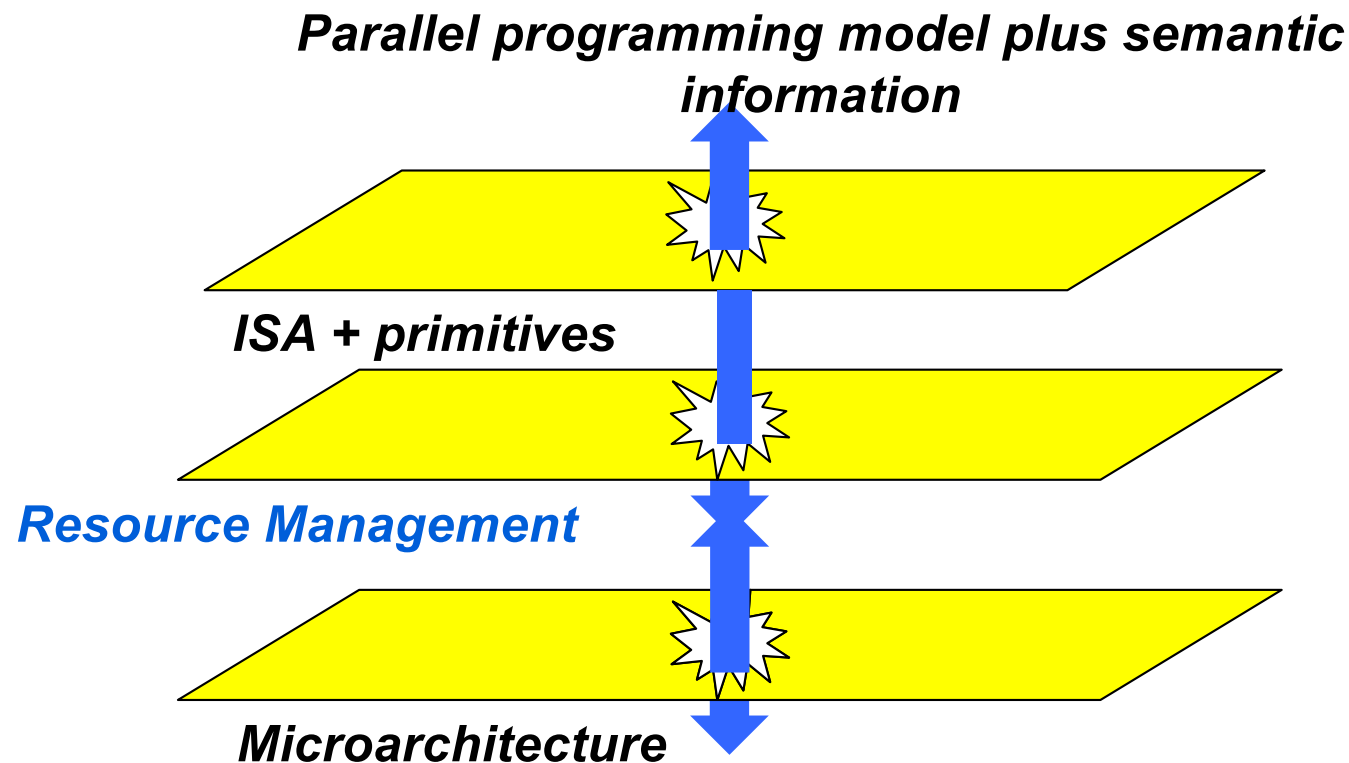 Parallel programming model plus semantic
information
ISA + primitives
Resource Management
Microarchitecture